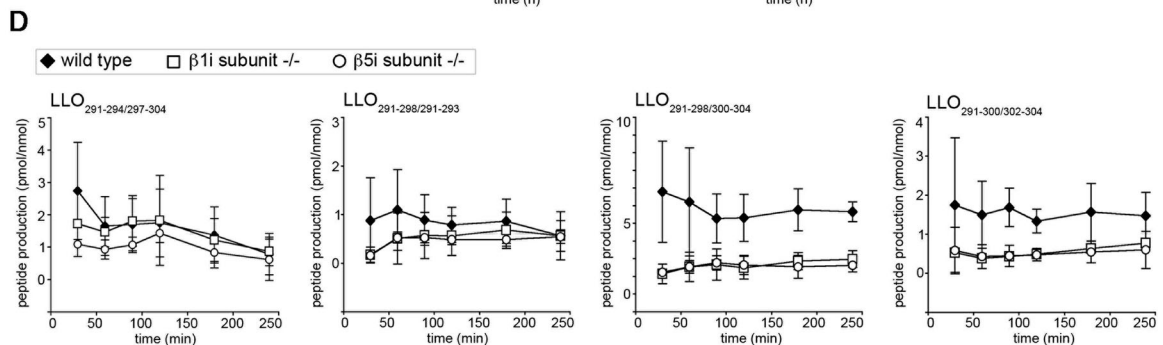 time (h) time (h)
D
wild type β1i subunit -/- β5i subunit -/-
LLO291-294/297-304
peptide production (pmol/nmol)
5
4
3
2
1
0
0 50 100 150 200 250
time (min)
LLO291-298/291-293
peptide production (pmol/nmol)
3
2
1
0
0 50 100 150 200 250
time (min)
LLO291-298/300-304
peptide production (pmol/nmol)
10
5
0
0 50 100 150 200 250
time (min)
LLO291-300/302-304
peptide production (pmol/nmol)
4
3
2
1
0
0 50 100 150 200 250
time (min)